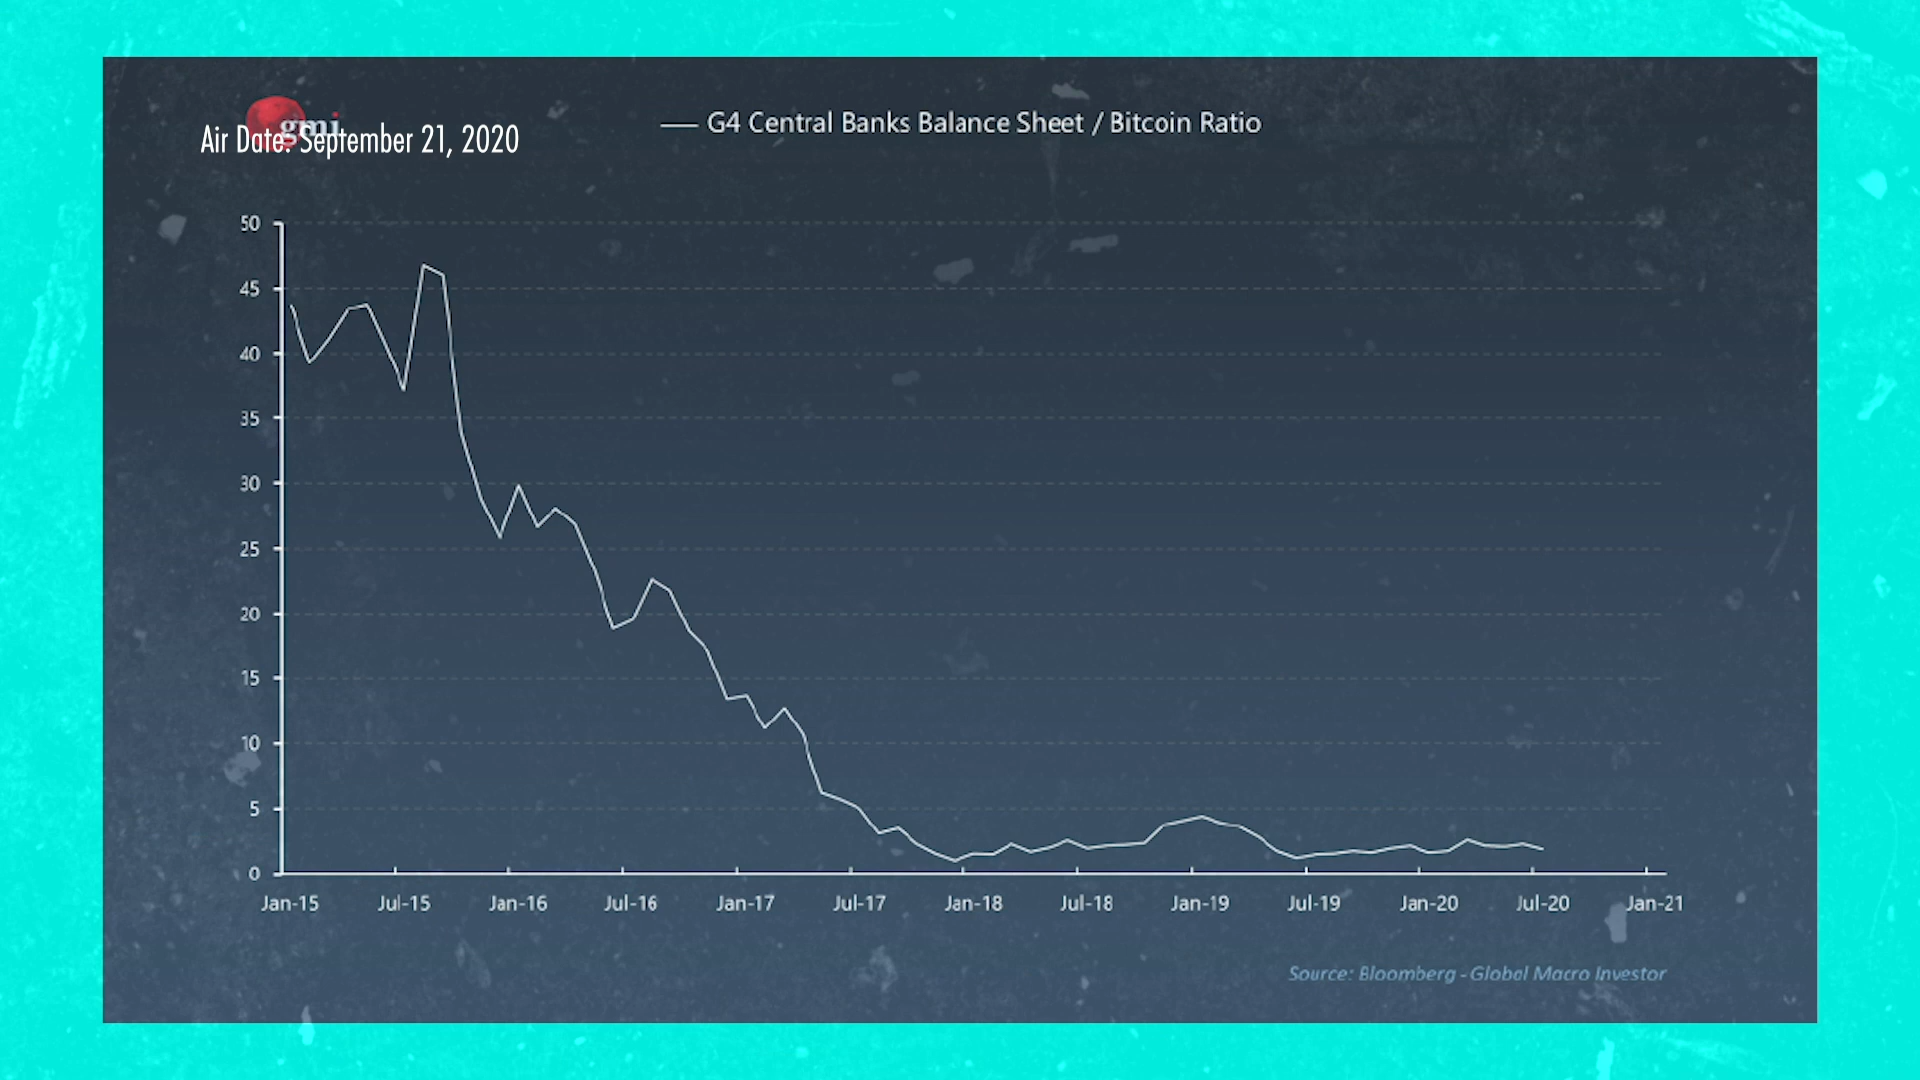 gmi
Air Date: September 21, 2020
G4 Central Banks Balance Sheet / Bitcoin Ratio
50
45
40
35
30
25
20
15
10
5
0
Jan-15 Jul-15 Jan-16 Jul-16 Jan-17 Jul-17 Jan-18 Jul-18 Jan-19 Jul-19 Jan-20 Jul-20 Jan-21
Source: Bloomberg - Global Macro Investor